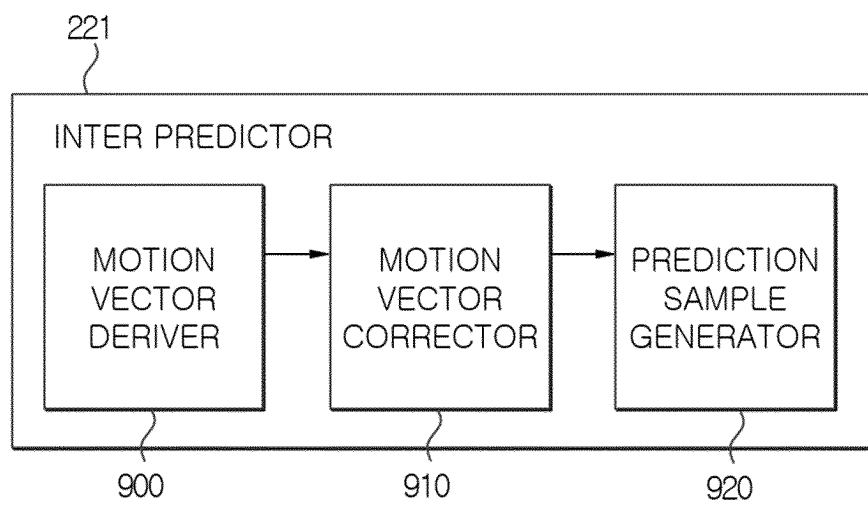 221
INTER PREDICTOR
MOTION
VECTOR
DERIVER
MOTION
VECTOR
CORRECTOR
PREDICTION
SAMPLE
GENERATOR
900
910
920